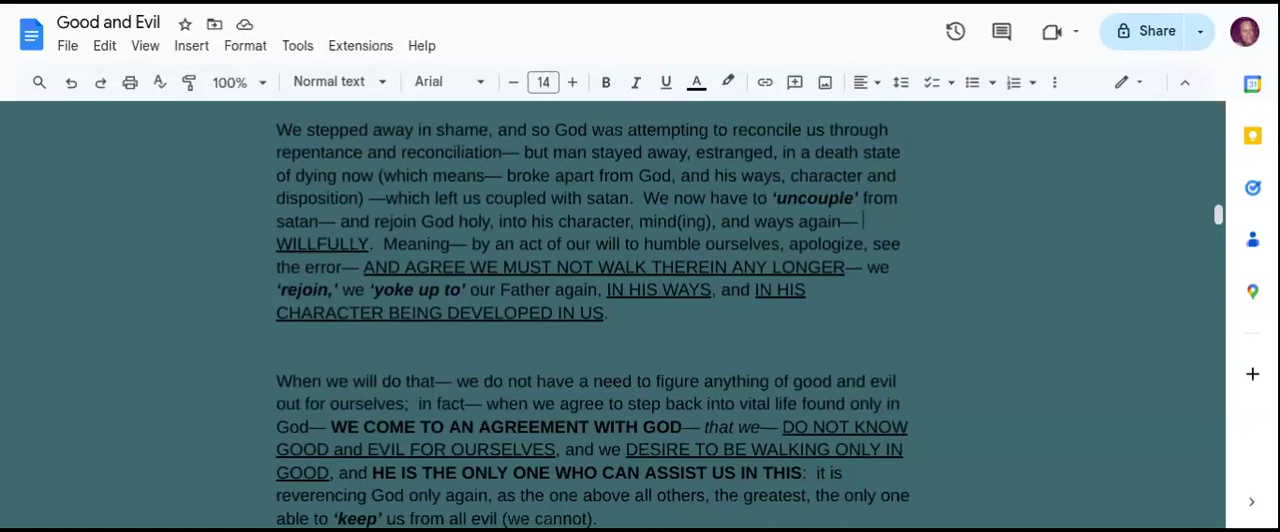 Good and Evil
File Edit View Insert Format Tools Extensions Help
Share
100% Normal text Arial 14 B I U A
31
We stepped away in shame, and so God was attempting to reconcile us through
repentance and reconciliation— but man stayed away, estranged, in a death state
of dying now (which means— broke apart from God, and his ways, character and
disposition) —which left us coupled with satan.  We now have to ‘uncouple’ from
satan— and rejoin God holy, into his character, mind(ing), and ways again—
WILLFULLY.  Meaning— by an act of our will to humble ourselves, apologize, see
the error— AND AGREE WE MUST NOT WALK THEREIN ANY LONGER— we
‘rejoin,’ we ‘yoke up to’ our Father again, IN HIS WAYS, and IN HIS
CHARACTER BEING DEVELOPED IN US.
When we will do that— we do not have a need to figure anything of good and evil
out for ourselves;  in fact— when we agree to step back into vital life found only in
God— WE COME TO AN AGREEMENT WITH GOD— that we— DO NOT KNOW
GOOD and EVIL FOR OURSELVES, and we DESIRE TO BE WALKING ONLY IN
GOOD, and HE IS THE ONLY ONE WHO CAN ASSIST US IN THIS:  it is
reverencing God only again, as the one above all others, the greatest, the only one
able to ‘keep’ us from all evil (we cannot).